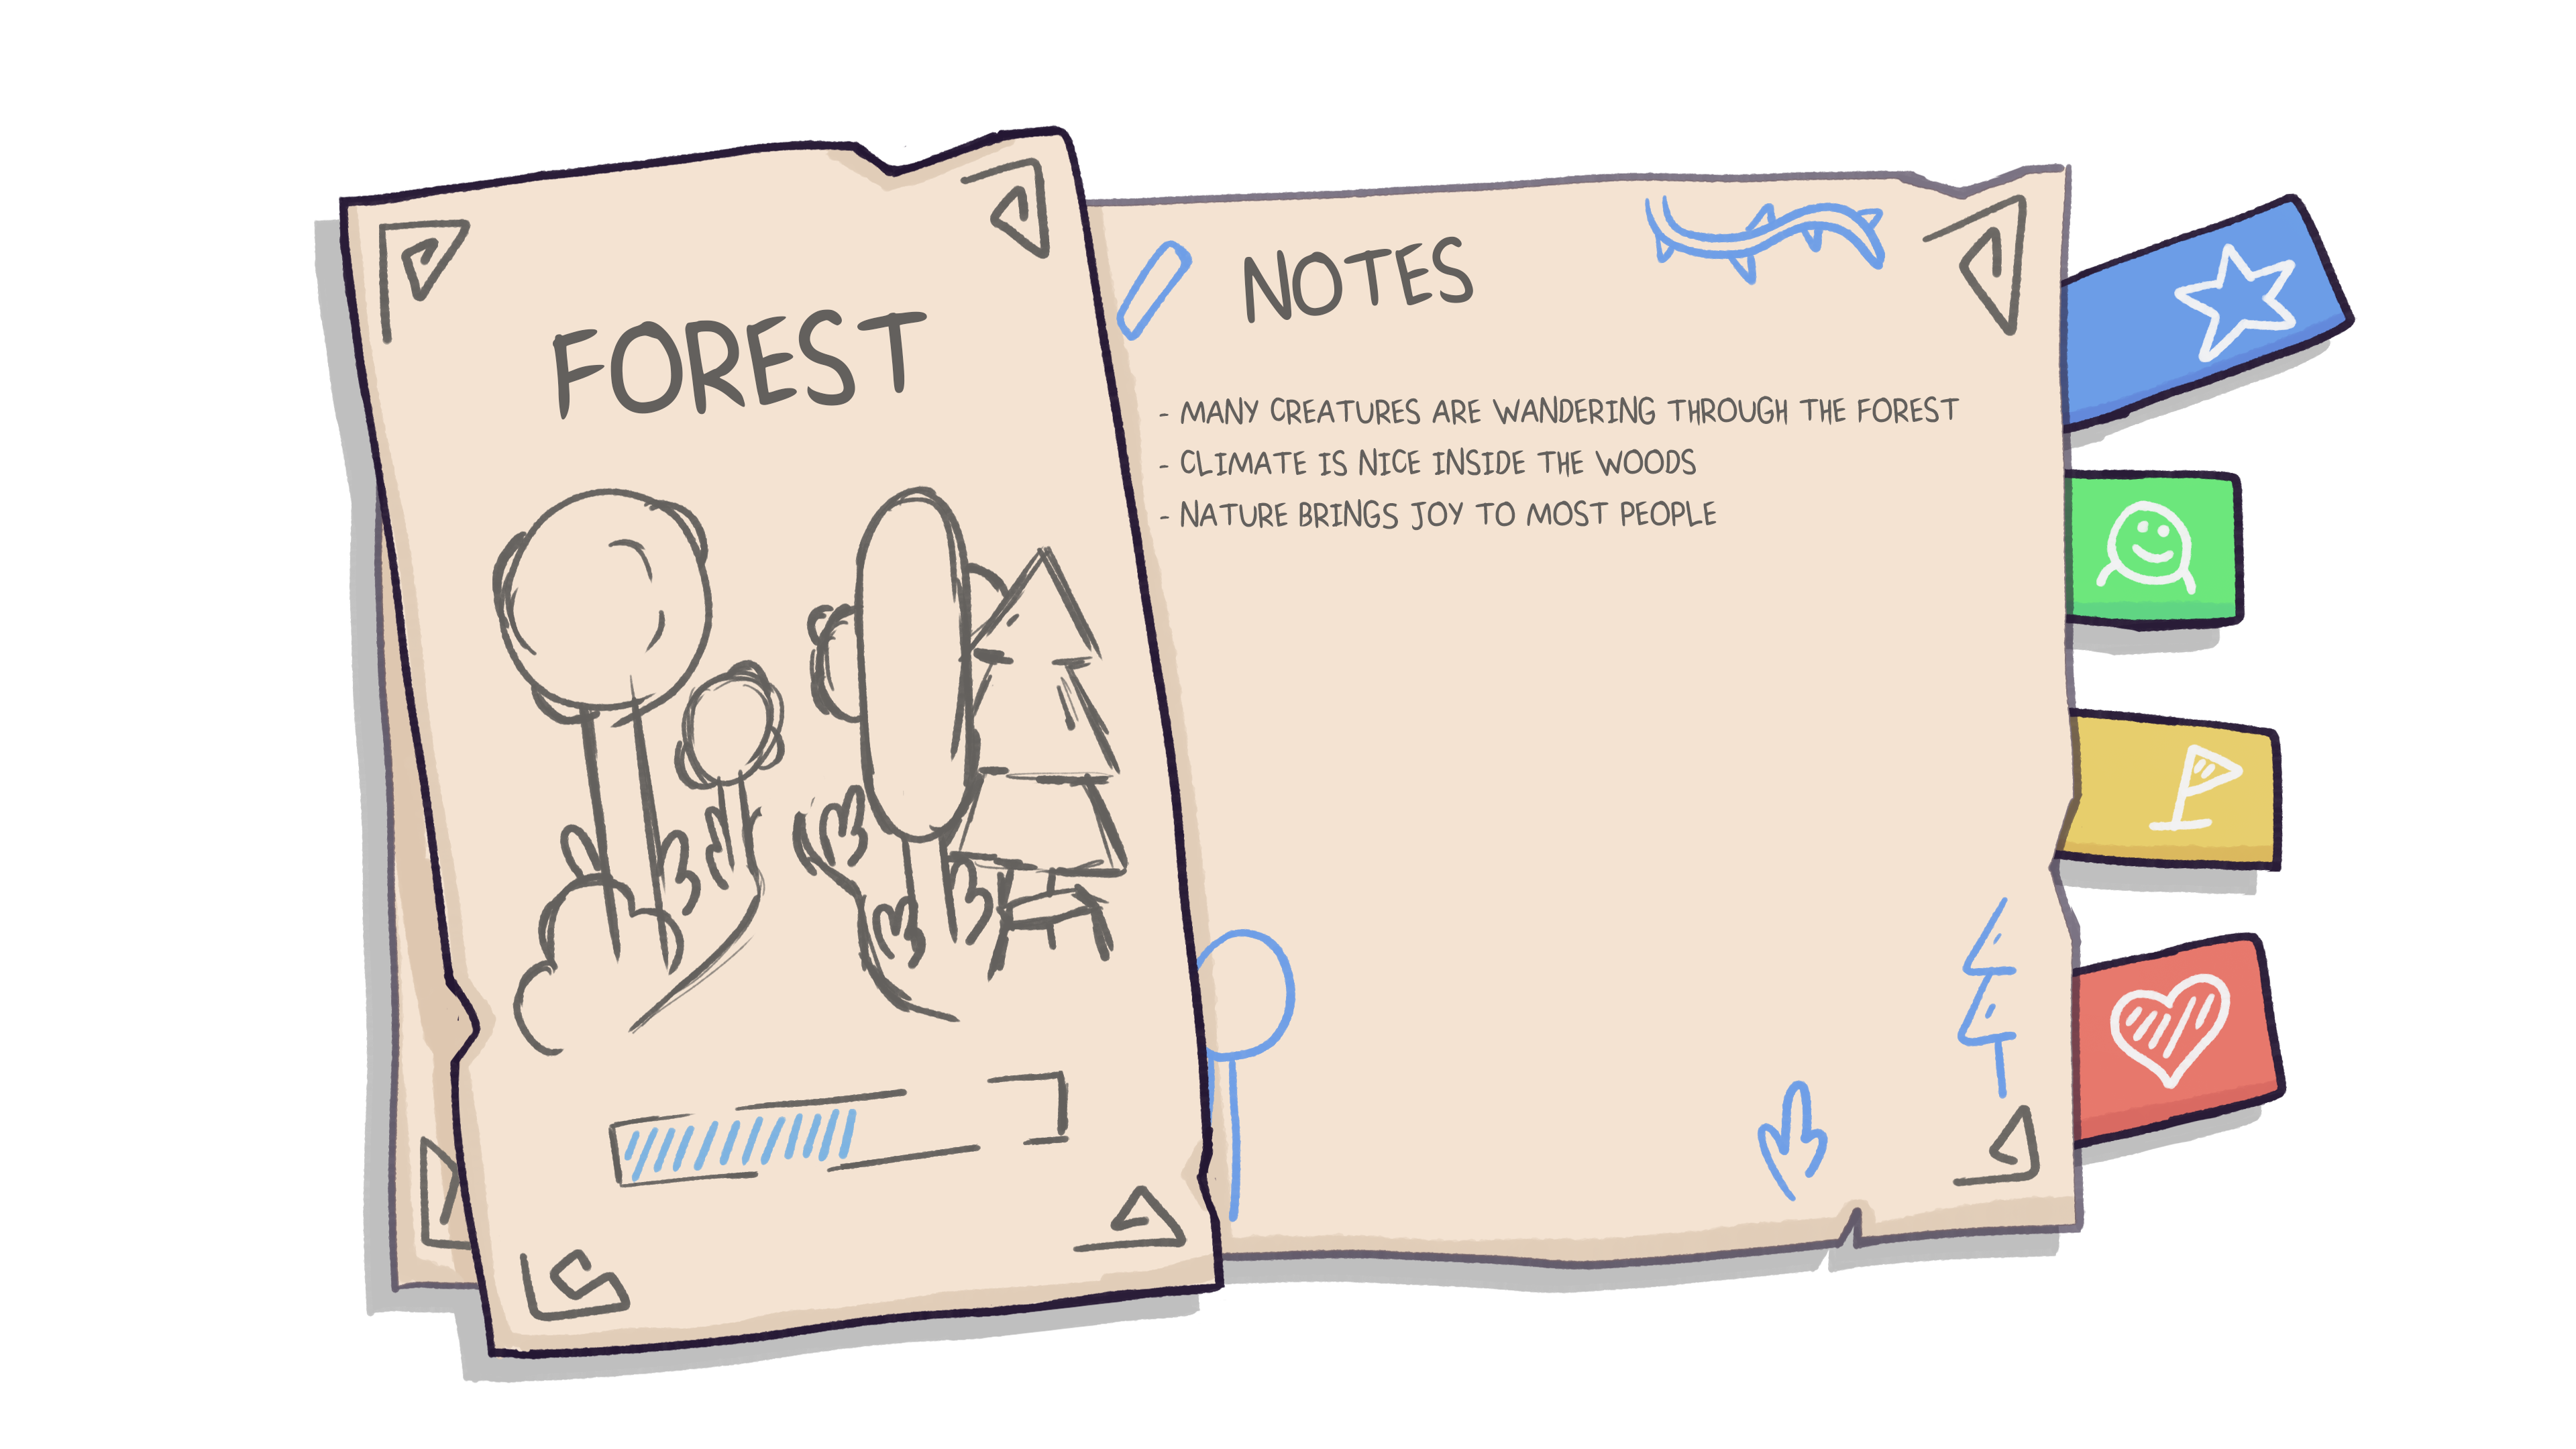 FOREST
NOTES
- MANY CREATURES ARE WANDERING THROUGH THE FOREST
- CLIMATE IS NICE INSIDE THE WOODS
- NATURE BRINGS JOY TO MOST PEOPLE